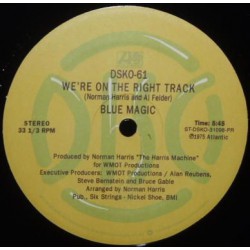 DSKO-61
WE'RE ON THE RIGHT TRACK
(Norman Harris and Al Felder)
BLUE MAGIC
STEREO
33 1/3 RPM
Time: 5:48
ST-DSKO-31098-PR
℗1975 Atlantic
Produced by Norman Harris "The Harris Machine"
for WMOT Productions
Executive Producers: WMOT Productions / Alan Rubens,
Steve Bernstein and Bruce Gable
Arranged by Norman Harris
Pub., Six Strings - Nickel Shoe, BMI